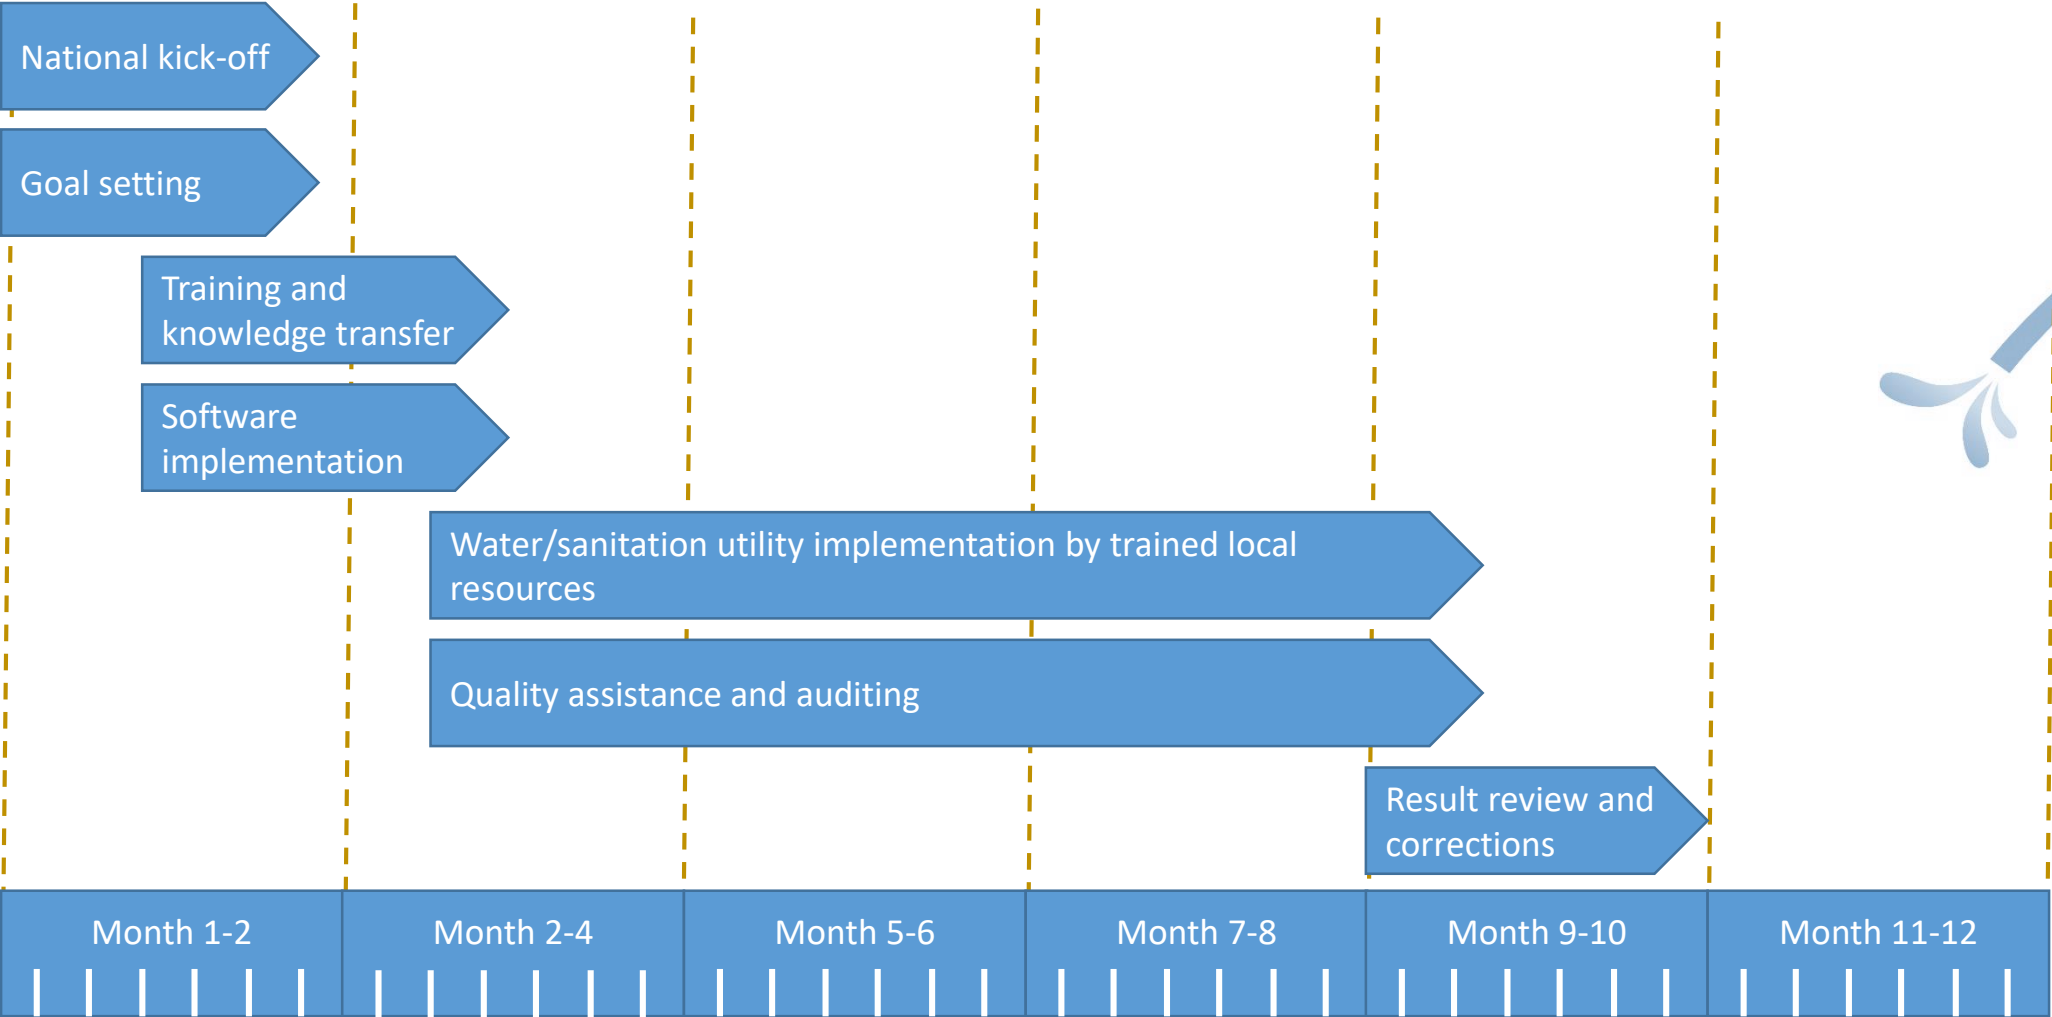 National kick-off
Goal setting
Training and
knowledge transfer
Software
implementation
Water/sanitation utility implementation by trained local
resources
Quality assistance and auditing
Result review and
corrections
Month 1-2
Month 2-4
Month 5-6
Month 7-8
Month 9-10
Month 11-12